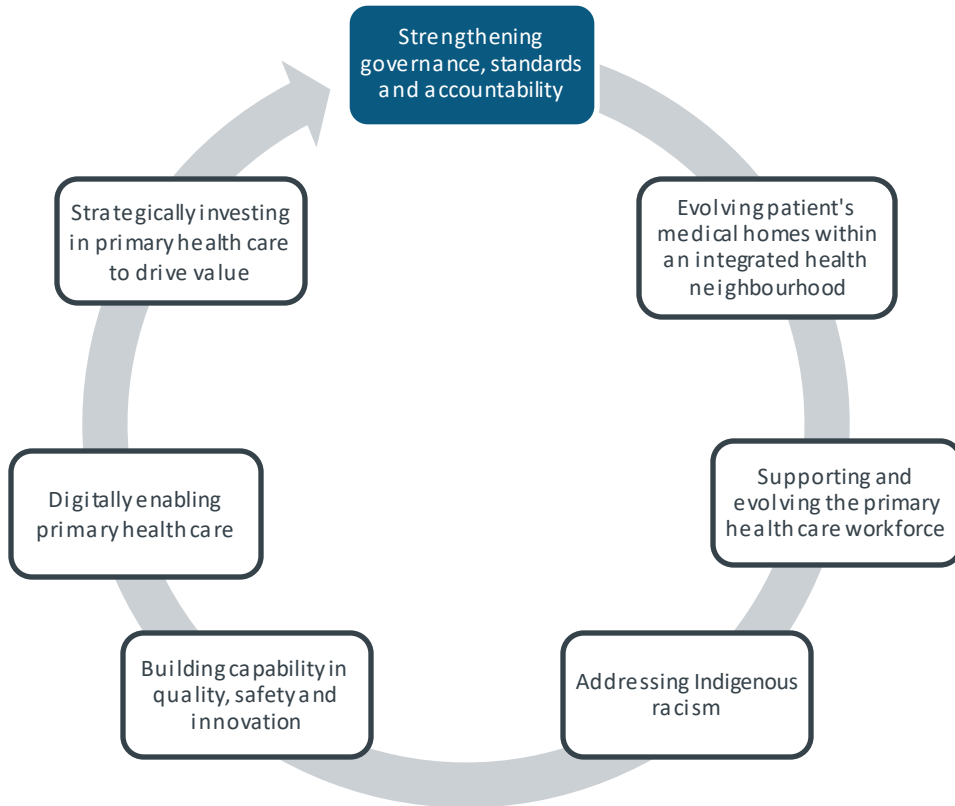 Strengthening
governance, standards
and accountability
Evolving patient's
medical homes within
an integrated health
neighbourhood
Supporting and
evolving the primary
health care workforce
Addressing Indigenous
racism
Building capability in
quality, safety and
innovation
Digitally enabling
primary health care
Strategically investing
in primary health care
to drive value